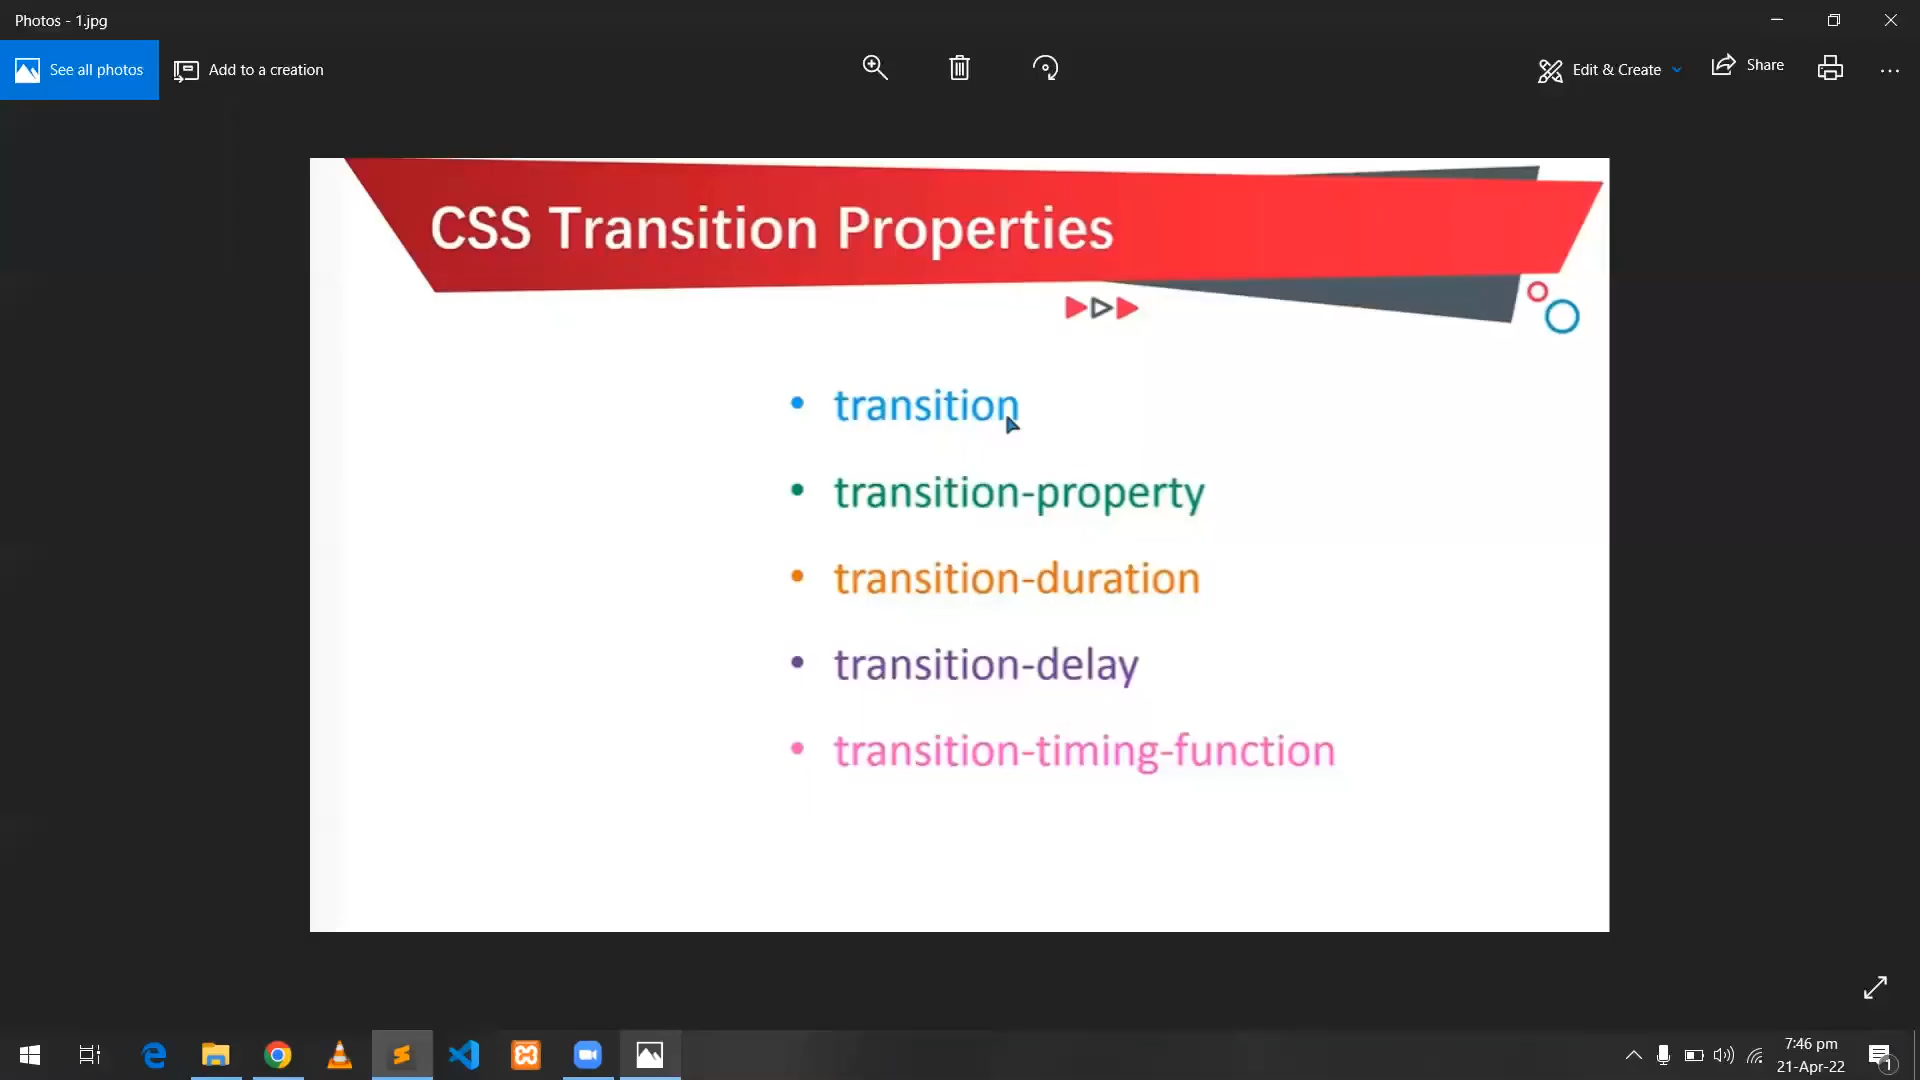 Photos - 1.jpg
See all photos
Add to a creation
Edit & Create
Share
CSS Transition Properties
• transition
• transition-property
• transition-duration
• transition-delay
• transition-timing-function
7:46 pm
21-Apr-22
1